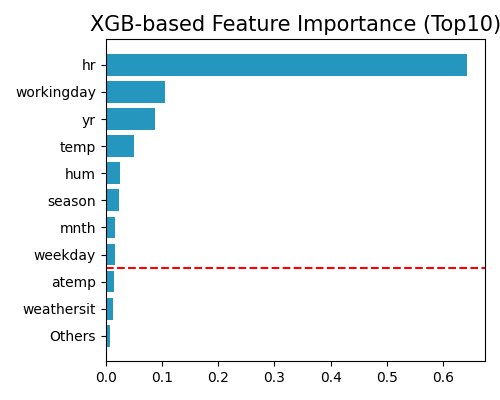 XGB-based Feature Importance (Top10)
hr
workingday
yr
temp
hum
season
mnth
weekday
atemp
weathersit
Others
0.0 0.1 0.2 0.3 0.4 0.5 0.6